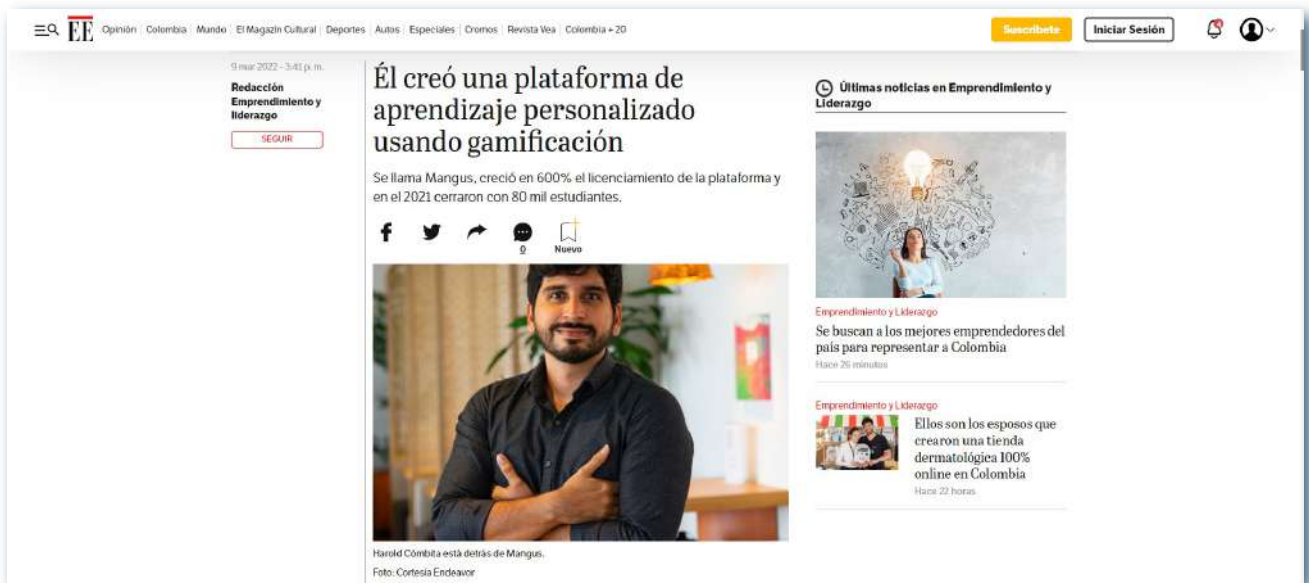 EE Opinión Colombia Mundo El Magazín Cultural Deportes Autos Especiales Cromos Revista Vea Colombia + 20 Suscríbete Iniciar Sesión
9 mar 2022 - 3:41 p. m.
Redacción
Emprendimiento y
liderazgo
SEGUIR
Él creó una plataforma de
aprendizaje personalizado
usando gamificación
Se llama Mangus, creció en 600% el licenciamiento de la plataforma y
en el 2021 cerraron con 80 mil estudiantes.
0
Nuevo
Harold Cómbita está detrás de Mangus.
Foto: Cortesía Endeavor
Últimas noticias en Emprendimiento y
Liderazgo
Emprendimiento y Liderazgo
Se buscan a los mejores emprendedores del
país para representar a Colombia
Hace 26 minutos
Emprendimiento y Liderazgo
Ellos son los esposos que
crearon una tienda
dermatológica 100%
online en Colombia
Hace 22 horas